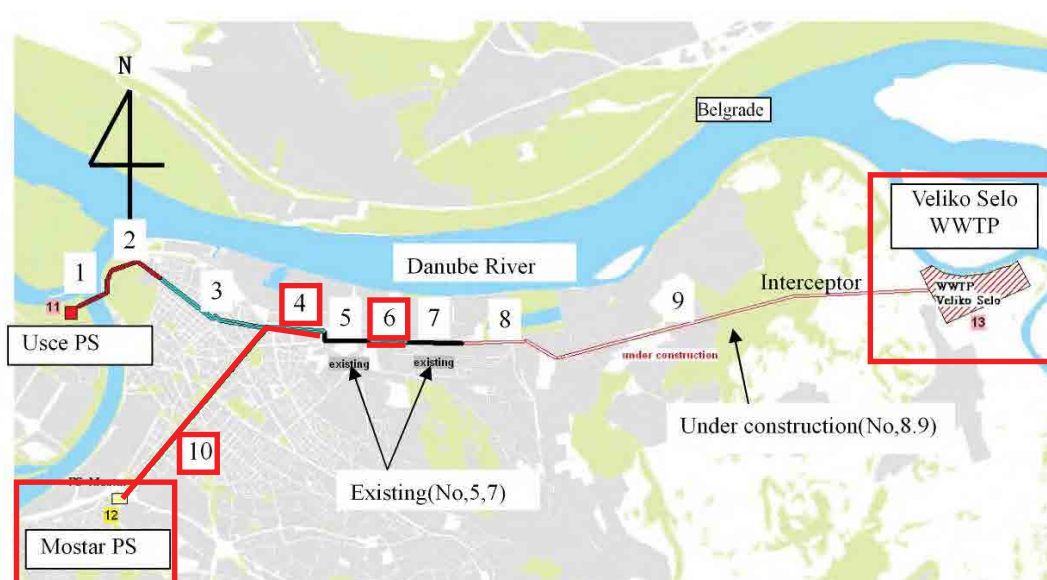 N
Belgrade
Veliko Selo
WWTP
2
1
Danube River
Interceptor
WWTP
Veliko Selo
13
3
9
11
4
5
6
7
8
Usce PS
existing
existing
under construction
Under construction(No,8.9)
10
Existing(No,5,7)
PS Mostar
12
Mostar PS